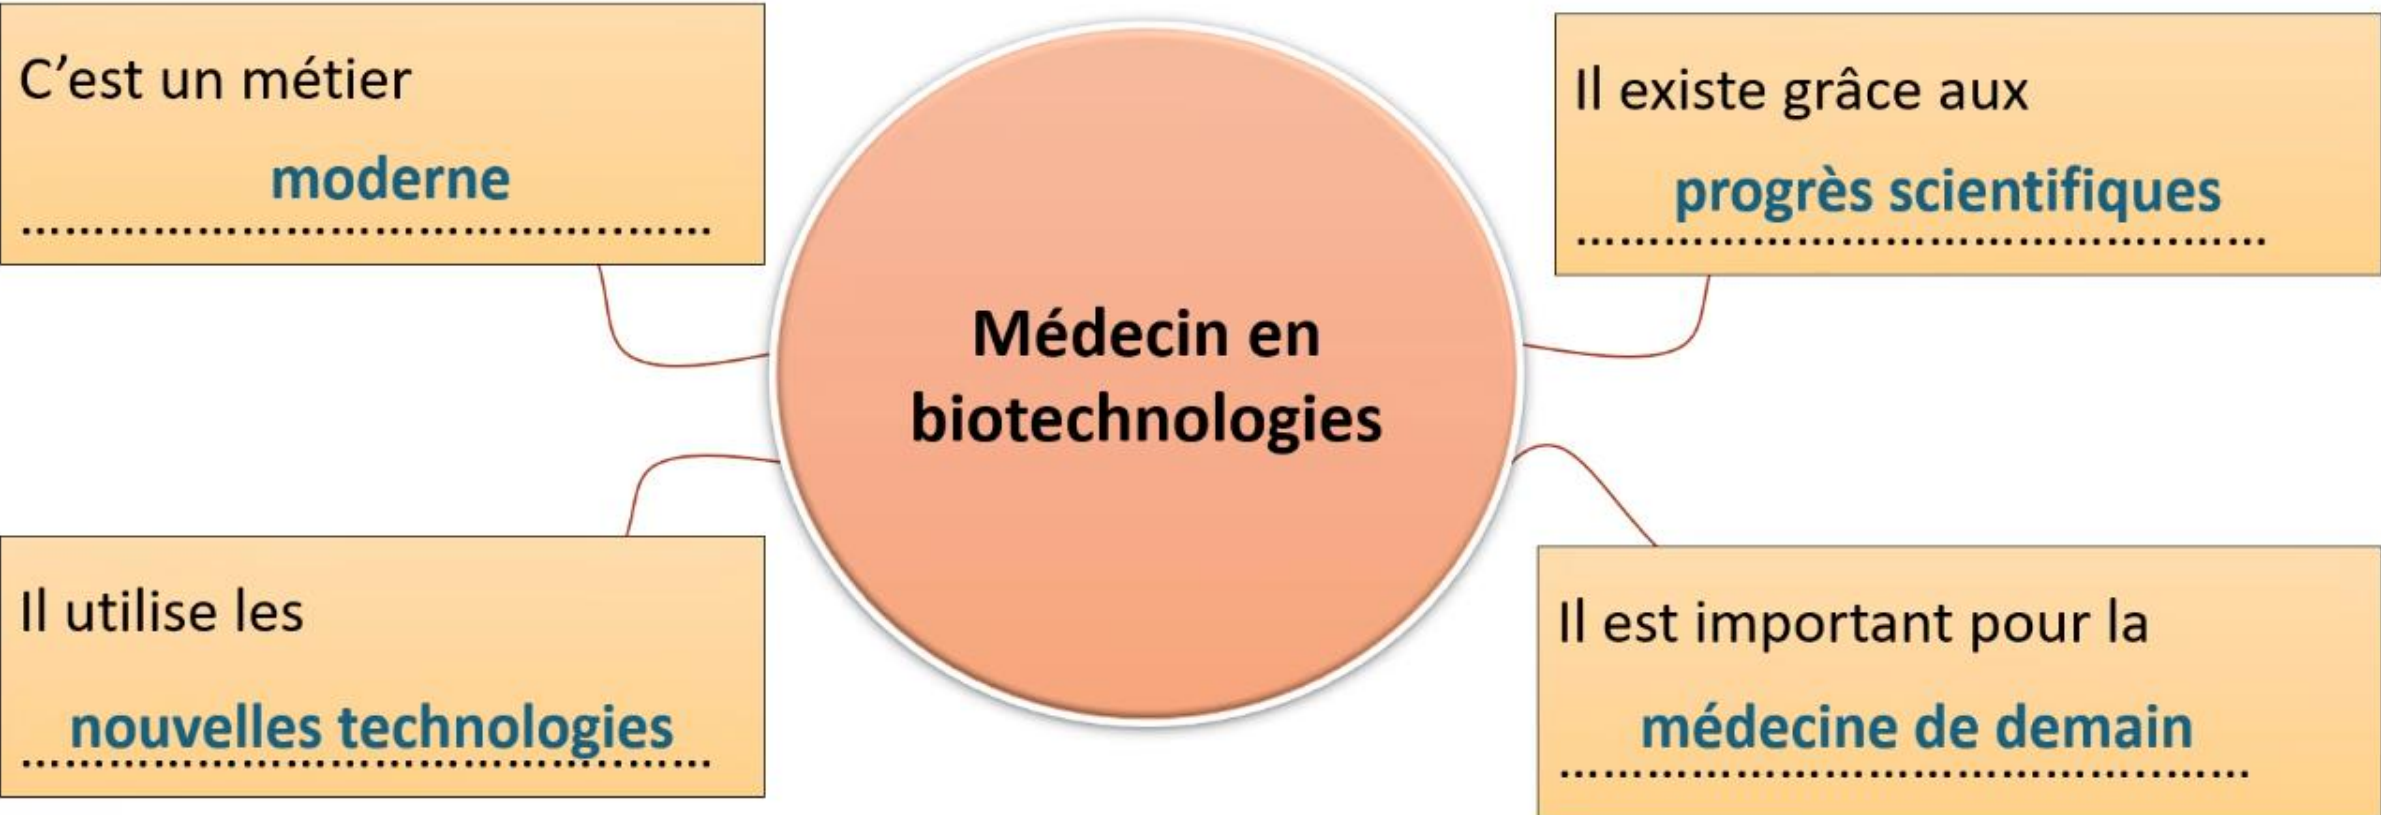 C’est un métier
moderne
Il existe grâce aux
progrès scientifiques
Médecin en
biotechnologies
Il utilise les
nouvelles technologies
Il est important pour la
médecine de demain